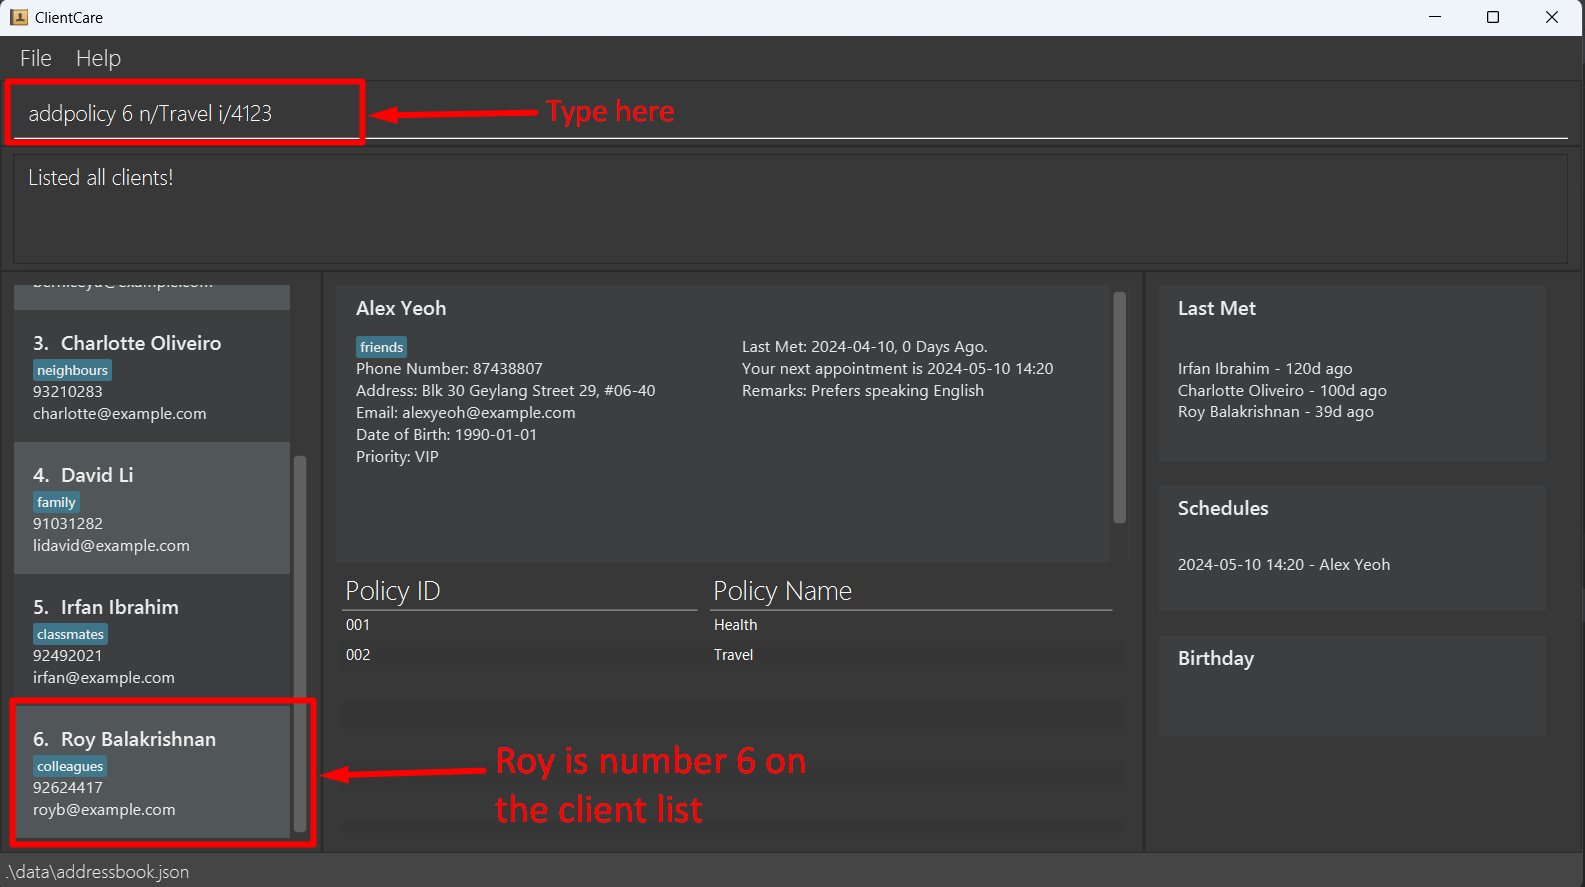 ClientCare
File Help
addpolicy 6 n/Travel i/4123
Type here
Listed all clients!
3. Charlotte Oliveiro
neighbours
93210283
charlotte@example.com
4. David Li
family
91031282
lidavid@example.com
5. Irfan Ibrahim
classmates
92492021
irfan@example.com
6. Roy Balakrishnan
colleagues
92624417
royb@example.com
Roy is number 6 on
the client list
Alex Yeoh
friends
Phone Number: 87438807
Address: Blk 30 Geylang Street 29, #06-40
Email: alexyeoh@example.com
Date of Birth: 1990-01-01
Priority: VIP
Last Met: 2024-04-10, 0 Days Ago.
Your next appointment is 2024-05-10 14:20
Remarks: Prefers speaking English
Policy ID Policy Name
001 Health
002 Travel
Last Met
Irfan Ibrahim - 120d ago
Charlotte Oliveiro - 100d ago
Roy Balakrishnan - 39d ago
Schedules
2024-05-10 14:20 - Alex Yeoh
Birthday
.\data\addressbook.json